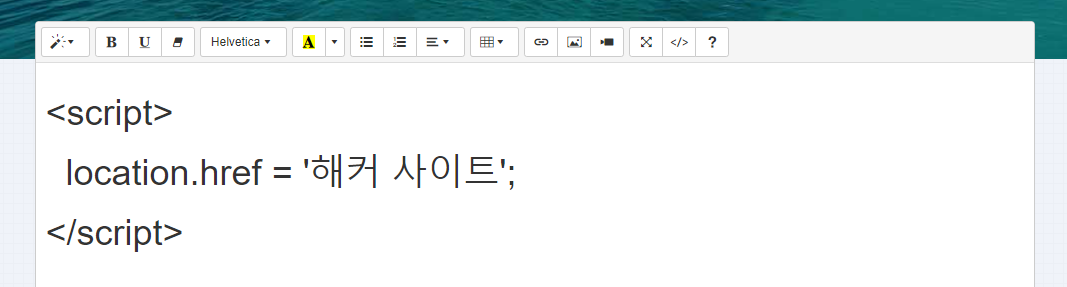 B U Helvetica A </> ?
<script>
location.href = '해커 사이트';
</script>